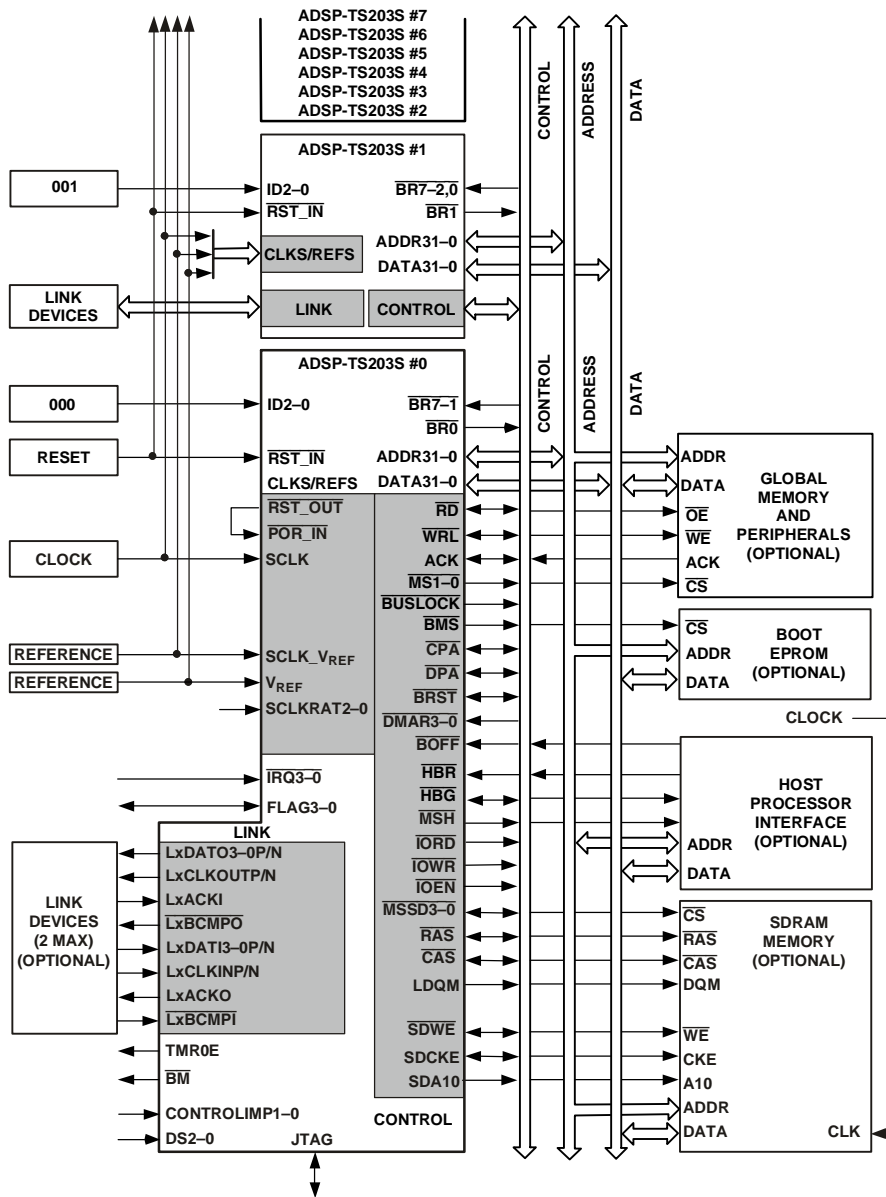 ADSP-TS203S #7
ADSP-TS203S #6
ADSP-TS203S #5
ADSP-TS203S #4
ADSP-TS203S #3
ADSP-TS203S #2
CONTROL
ADDRESS
DATA
ADSP-TS203S #1
001
ID2–0
BR7–2,0
RST_IN
BR1
ADDR31–0
CLKS/REFS
DATA31–0
LINK
DEVICES
LINK
CONTROL
ADSP-TS203S #0
CONTROL
ADDRESS
DATA
000
ID2–0
BR7–1
BR0
RESET
RST_IN
ADDR31–0
CLKS/REFS
DATA31–0
RST_OUT
POR_IN
CLOCK
SCLK
REFERENCE
SCLK_VREF
REFERENCE
VREF
SCLKRAT2–0
RD
WRL
ACK
MS1–0
BUSLOCK
BMS
CPA
DPA
BRST
DMAR3–0
BOFF
HBR
HBG
MSH
IORD
IOWR
IOEN
MSSD3–0
RAS
CAS
LDQM
SDWE
SDCKE
SDA10
CONTROL
IRQ3–0
FLAG3–0
LINK
LINK
DEVICES
(2 MAX)
(OPTIONAL)
LxDATO3–0P/N
LxCLKOUTP/N
LxACKI
LxBCMPO
LxDATI3–0P/N
LxCLKINP/N
LxACKO
LxBCMPI
TMR0E
BM
CONTROLIMP1–0
DS2–0
JTAG
ADDR
DATA
OE
WE
ACK
CS
GLOBAL
MEMORY
AND
PERIPHERALS
(OPTIONAL)
CS
ADDR
DATA
BOOT
EPROM
(OPTIONAL)
CLOCK
HOST
PROCESSOR
INTERFACE
(OPTIONAL)
ADDR
DATA
SDRAM
MEMORY
(OPTIONAL)
CS
RAS
CAS
DQM
WE
CKE
A10
ADDR
DATA
CLK